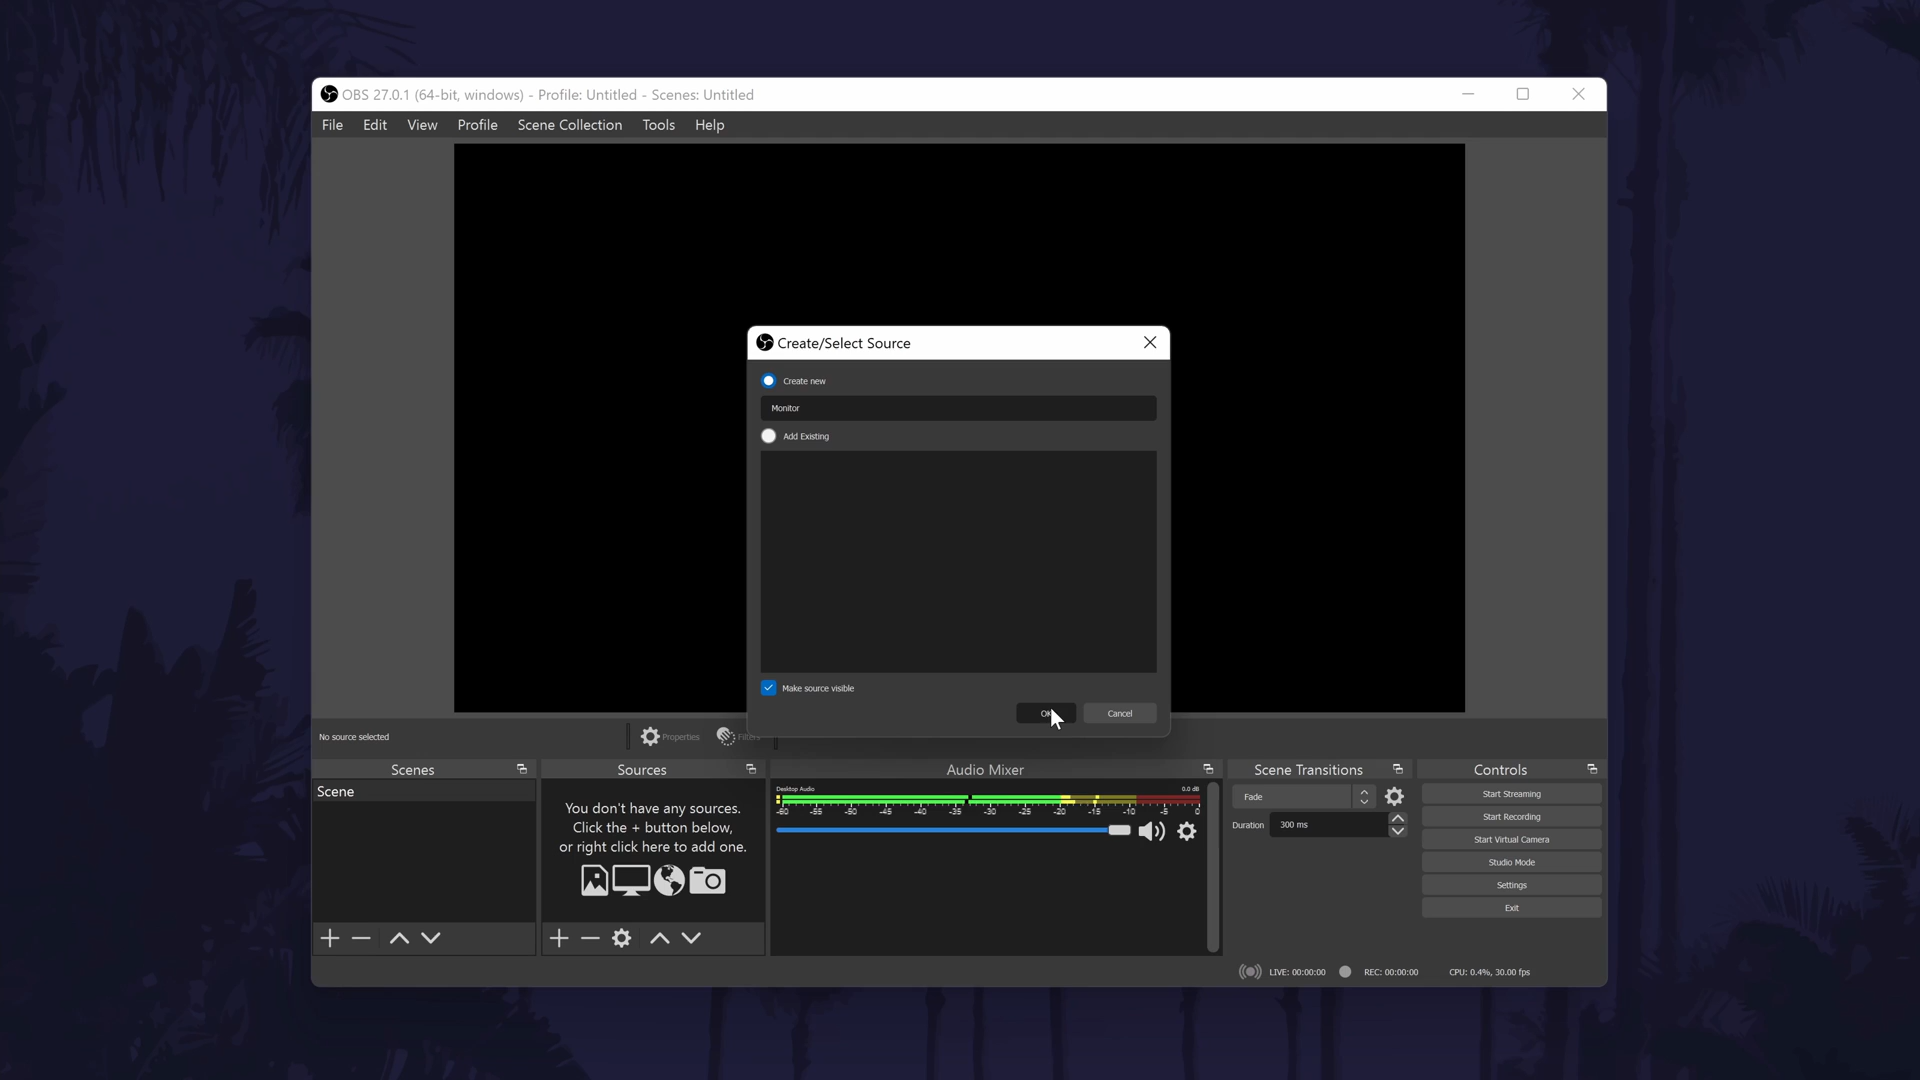 OBS 27.0.1 (64-bit, windows) - Profile: Untitled - Scenes: Untitled
File Edit View Profile Scene Collection Tools Help
Create/Select Source
Create new
Monitor
Add Existing
Make source visible
Cancel
No source selected
Properties
Scenes
Sources
Audio Mixer
Scene Transitions
Controls
Scene
You don't have any sources.
Click the + button below,
or right click here to add one.
Desktop Audio 0.0 dB
-60 -55 -50 -45 -40 -35 -30 -25 -20 -15 -10 -5 0
Fade
Duration 300 ms
Start Streaming
Start Recording
Start Virtual Camera
Studio Mode
Settings
Exit
LIVE: 00:00:00 REC: 00:00:00 CPU: 0.4%, 30.00 fps